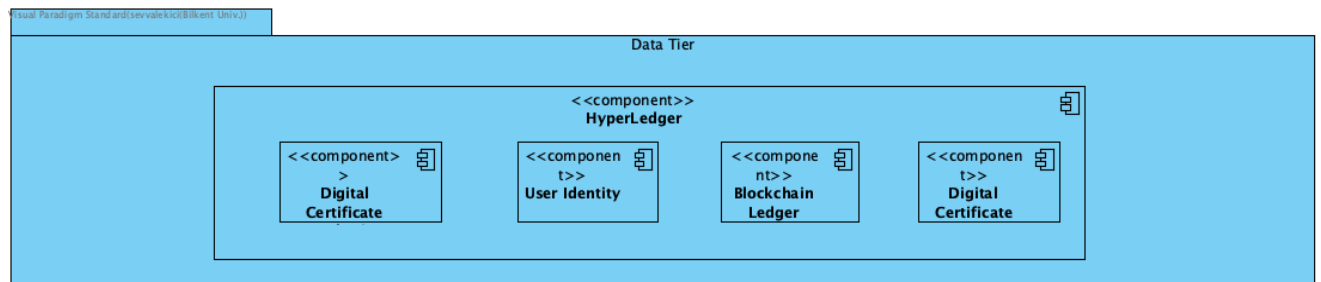 Visual Paradigm Standard(sevvalekici(Bilkent Univ.))
Data Tier
<<component>>
HyperLedger
<<component>
>
Digital
Certificate
<<componen
t>>
User Identity
<<compone
nt>>
Blockchain
Ledger
<<componen
t>>
Digital
Certificate